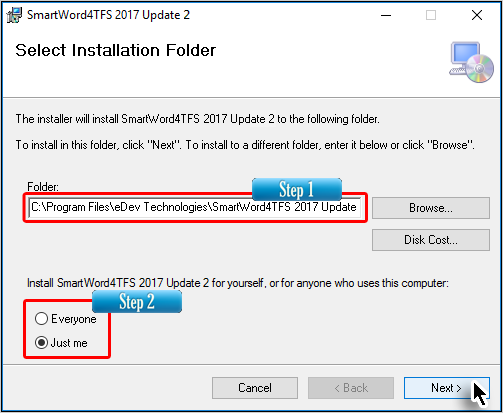 SmartWord4TFS 2017 Update 2
Select Installation Folder
The installer will install SmartWord4TFS 2017 Update 2 to the following folder.
To install in this folder, click "Next". To install to a different folder, enter it below or click "Browse".
Folder:
Step 1
C:\Program Files\eDev Technologies\SmartWord4TFS 2017 Update
Browse...
Disk Cost...
Install SmartWord4TFS 2017 Update 2 for yourself, or for anyone who uses this computer:
Step 2
Everyone
Just me
Cancel
< Back
Next >